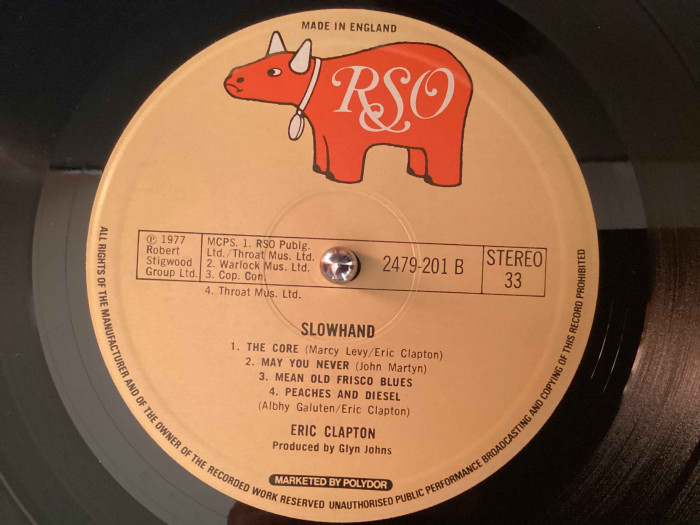 MADE IN ENGLAND
RSO
℗ 1977
Robert
Stigwood
Group Ltd.
MCPS. 1. RSO Publg.
Ltd./Throat Mus. Ltd.
2. Warlock Mus. Ltd.
3. Cop. Con.
4. Throat Mus. Ltd.
2479-201 B
STEREO
33
SLOWHAND
1. THE CORE (Marcy Levy/Eric Clapton)
2. MAY YOU NEVER (John Martyn)
3. MEAN OLD FRISCO BLUES
4. PEACHES AND DIESEL
(Albhy Galuten/Eric Clapton)
ERIC CLAPTON
Produced by Glyn Johns
MARKETED BY POLYDOR
ALL RIGHTS OF THE MANUFACTURER AND OF THE OWNER OF THE RECORDED WORK RESERVED UNAUTHORISED PUBLIC PERFORMANCE BROADCASTING AND COPYING OF THIS RECORD PROHIBITED